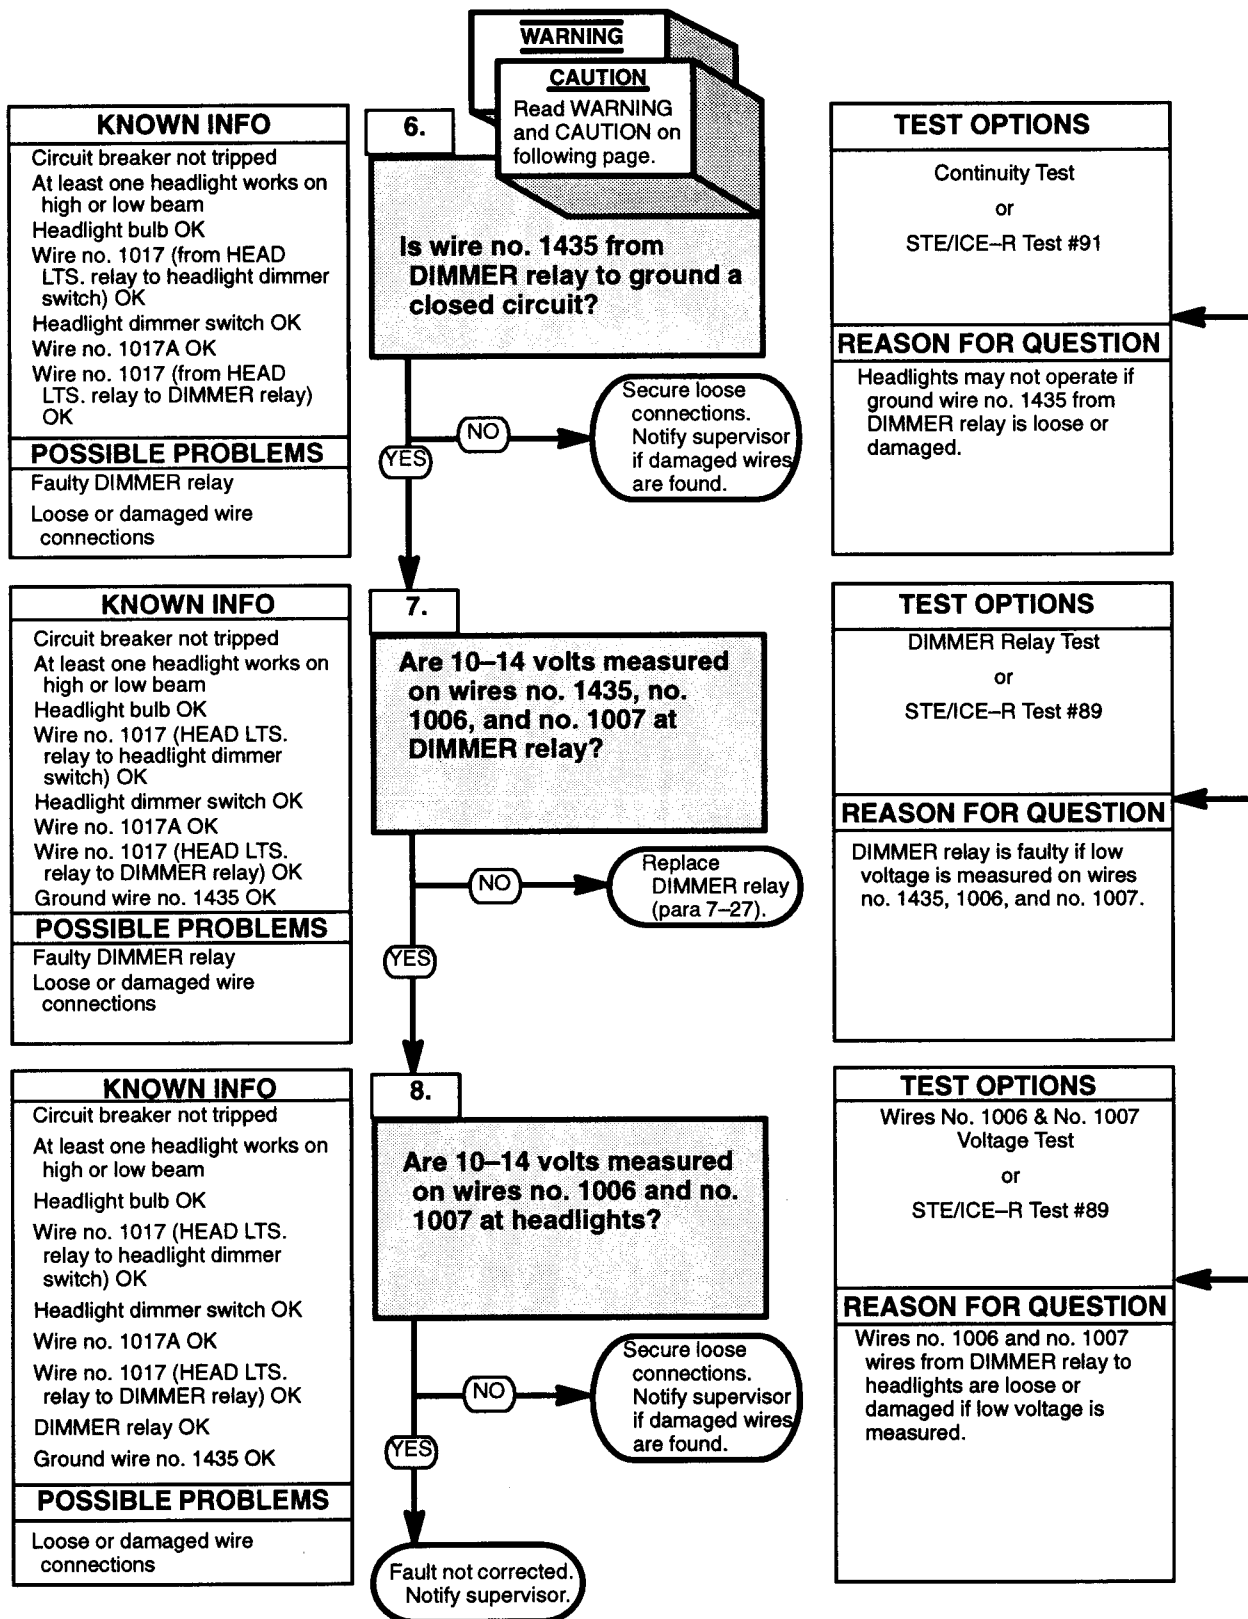 WARNING
CAUTION
Read WARNING
and CAUTION on
following page.
KNOWN INFO
Circuit breaker not tripped
At least one headlight works on
high or low beam
Headlight bulb OK
Wire no. 1017 (from HEAD
LTS. relay to headlight dimmer
switch) OK
Headlight dimmer switch OK
Wire no. 1017A OK
Wire no. 1017 (from HEAD
LTS. relay to DIMMER relay)
OK
POSSIBLE PROBLEMS
Faulty DIMMER relay
Loose or damaged wire
connections
6.
Is wire no. 1435 from
DIMMER relay to ground a
closed circuit?
NO
YES
Secure loose
connections.
Notify supervisor
if damaged wires
are found.
TEST OPTIONS
Continuity Test
or
STE/ICE–R Test #91
REASON FOR QUESTION
Headlights may not operate if
ground wire no. 1435 from
DIMMER relay is loose or
damaged.
KNOWN INFO
Circuit breaker not tripped
At least one headlight works on
high or low beam
Headlight bulb OK
Wire no. 1017 (HEAD LTS.
relay to headlight dimmer
switch) OK
Headlight dimmer switch OK
Wire no. 1017A OK
Wire no. 1017 (HEAD LTS.
relay to DIMMER relay) OK
Ground wire no. 1435 OK
POSSIBLE PROBLEMS
Faulty DIMMER relay
Loose or damaged wire
connections
7.
Are 10–14 volts measured
on wires no. 1435, no.
1006, and no. 1007 at
DIMMER relay?
NO
YES
Replace
DIMMER relay
(para 7–27).
TEST OPTIONS
DIMMER Relay Test
or
STE/ICE–R Test #89
REASON FOR QUESTION
DIMMER relay is faulty if low
voltage is measured on wires
no. 1435, 1006, and no. 1007.
KNOWN INFO
Circuit breaker not tripped
At least one headlight works on
high or low beam
Headlight bulb OK
Wire no. 1017 (HEAD LTS.
relay to headlight dimmer
switch) OK
Headlight dimmer switch OK
Wire no. 1017A OK
Wire no. 1017 (HEAD LTS.
relay to DIMMER relay) OK
DIMMER relay OK
Ground wire no. 1435 OK
POSSIBLE PROBLEMS
Loose or damaged wire
connections
8.
Are 10–14 volts measured
on wires no. 1006 and no.
1007 at headlights?
NO
YES
Secure loose
connections.
Notify supervisor
if damaged wires
are found.
Fault not corrected.
Notify supervisor.
TEST OPTIONS
Wires No. 1006 & No. 1007
Voltage Test
or
STE/ICE–R Test #89
REASON FOR QUESTION
Wires no. 1006 and no. 1007
wires from DIMMER relay to
headlights are loose or
damaged if low voltage is
measured.